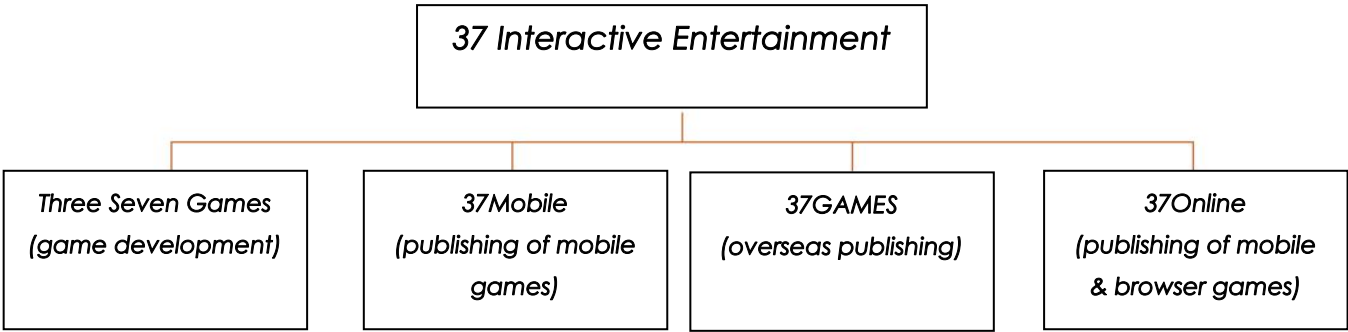 37 Interactive Entertainment
Three Seven Games
(game development)
37Mobile
(publishing of mobile
games)
37GAMES
(overseas publishing)
37Online
(publishing of mobile
& browser games)